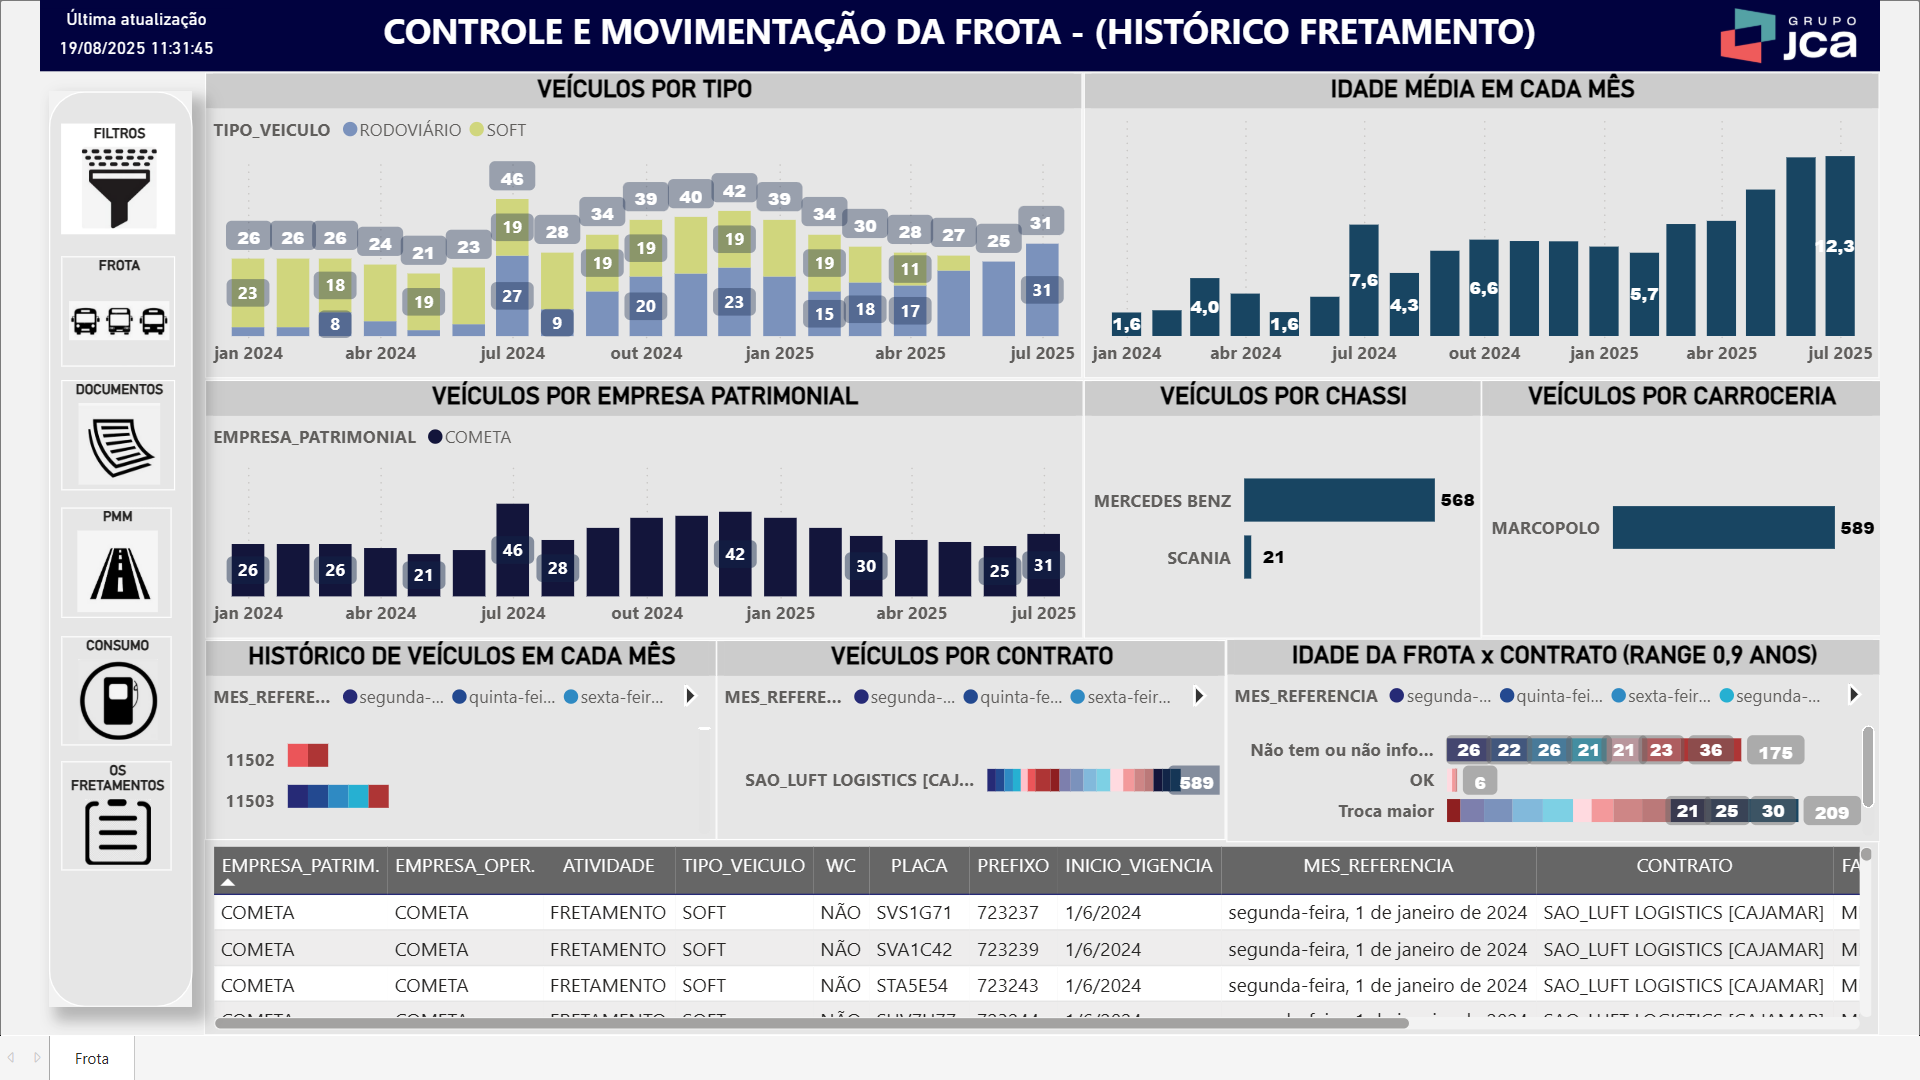 Última atualização
19/08/2025 11:31:45
CONTROLE E MOVIMENTAÇÃO DA FROTA - (HISTÓRICO FRETAMENTO)
GRUPO
jca
FILTROS
FROTA
DOCUMENTOS
PMM
CONSUMO
OS
FRETAMENTOS
VEÍCULOS POR TIPO
TIPO_VEICULO RODOVIÁRIO SOFT
26 26 26 24 21 23 46 28 34 39 40 42 39 34 30 28 27 25 31
23 18 19 19 19 19 19 19 11
8 27 9 20 23 15 18 17 31
jan 2024 abr 2024 jul 2024 out 2024 jan 2025 abr 2025 jul 2025
IDADE MÉDIA EM CADA MÊS
1,6 4,0 1,6 7,6 4,3 6,6 5,7 12,3
jan 2024 abr 2024 jul 2024 out 2024 jan 2025 abr 2025 jul 2025
VEÍCULOS POR EMPRESA PATRIMONIAL
EMPRESA_PATRIMONIAL COMETA
26 26 21 46 28 42 30 25 31
jan 2024 abr 2024 jul 2024 out 2024 jan 2025 abr 2025 jul 2025
VEÍCULOS POR CHASSI
MERCEDES BENZ 568
SCANIA 21
VEÍCULOS POR CARROCERIA
MARCOPOLO 589
HISTÓRICO DE VEÍCULOS EM CADA MÊS
MES_REFERE... segunda-... quinta-fei... sexta-feir...
11502
11503
VEÍCULOS POR CONTRATO
MES_REFERE... segunda-... quinta-fe... sexta-feir...
SAO_LUFT LOGISTICS [CAJ... 589
IDADE DA FROTA x CONTRATO (RANGE 0,9 ANOS)
MES_REFERENCIA segunda-... quinta-fei... sexta-feir... segunda-...
Não tem ou não info... 26 22 26 21 21 23 36 175
OK 6
Troca maior 21 25 30 209
EMPRESA_PATRIM. EMPRESA_OPER. ATIVIDADE TIPO_VEICULO WC PLACA PREFIXO INICIO_VIGENCIA MES_REFERENCIA CONTRATO FA
COMETA COMETA FRETAMENTO SOFT NÃO SVS1G71 723237 1/6/2024 segunda-feira, 1 de janeiro de 2024 SAO_LUFT LOGISTICS [CAJAMAR] M
COMETA COMETA FRETAMENTO SOFT NÃO SVA1C42 723239 1/6/2024 segunda-feira, 1 de janeiro de 2024 SAO_LUFT LOGISTICS [CAJAMAR] M
COMETA COMETA FRETAMENTO SOFT NÃO STA5E54 723243 1/6/2024 segunda-feira, 1 de janeiro de 2024 SAO_LUFT LOGISTICS [CAJAMAR] M
Frota